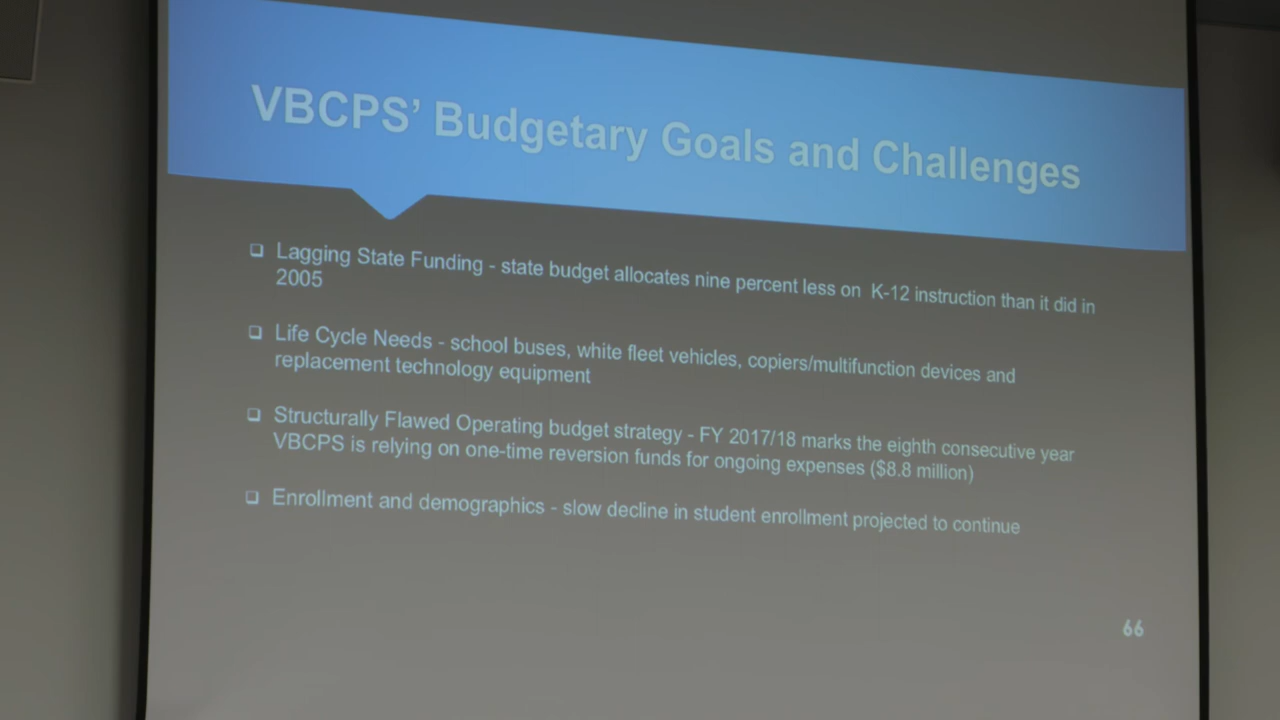 VBCPS’ Budgetary Goals and Challenges
Lagging State Funding - state budget allocates nine percent less on K-12 instruction than it did in
2005
Life Cycle Needs - school buses, white fleet vehicles, copiers/multifunction devices and
replacement technology equipment
Structurally Flawed Operating budget strategy - FY 2017/18 marks the eighth consecutive year
VBCPS is relying on one-time reversion funds for ongoing expenses ($8.8 million)
Enrollment and demographics - slow decline in student enrollment projected to continue
66